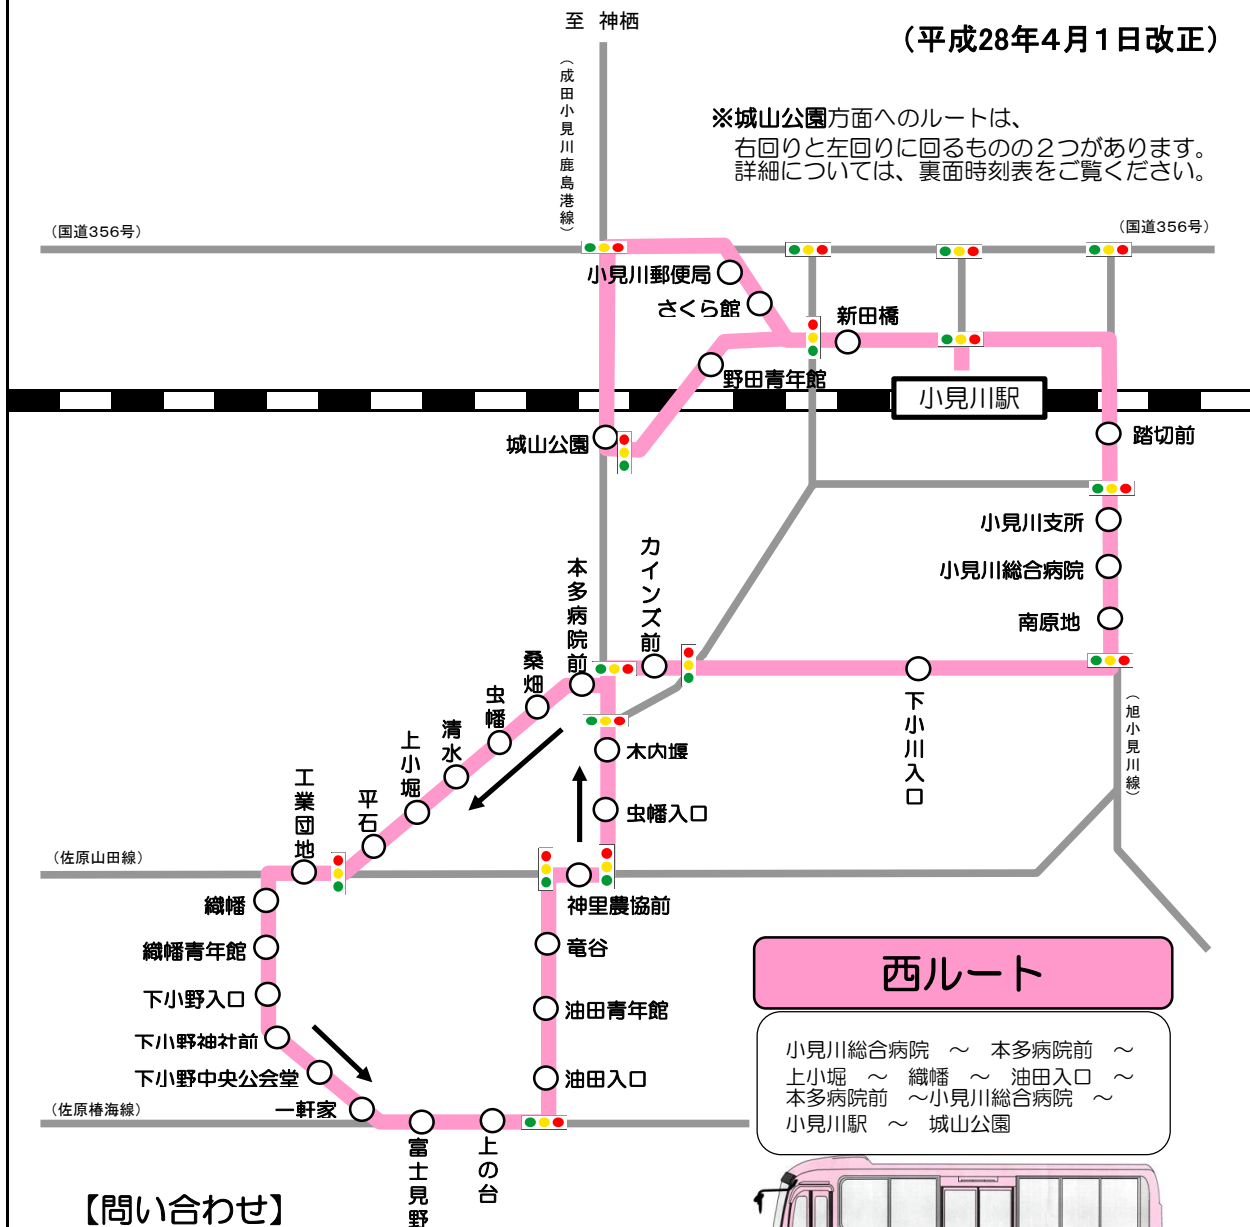 至 神栖
（平成28年4月1日改正）
（成田小見川鹿島港線）
※城山公園方面へのルートは、
右回りと左回りに回るものの２つがあります。
詳細については、裏面時刻表をご覧ください。
（国道356号）
（国道356号）
小見川郵便局
さくら館
新田橋
野田青年館
小見川駅
城山公園
踏切前
小見川支所
小見川総合病院
南原地
カインズ前
本多病院前
桑畑
虫幡
清水
上小堀
平石
工業団地
下小川入口
（旭小見川線）
木内堰
虫幡入口
（佐原山田線）
神里農協前
織幡
織幡青年館
下小野入口
下小野神社前
下小野中央公会堂
一軒家
竜谷
油田青年館
油田入口
（佐原椿海線）
富士見野
上の台
西ルート
小見川総合病院 ～ 本多病院前 ～
上小堀 ～ 織幡 ～ 油田入口 ～
本多病院前 ～小見川総合病院 ～
小見川駅 ～ 城山公園
【問い合わせ】